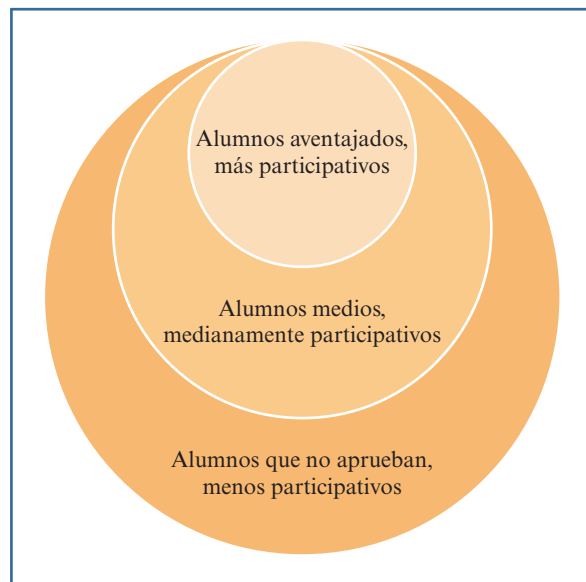 Alumnos aventajados,
más participativos
Alumnos medios,
medianamente participativos
Alumnos que no aprueban,
menos participativos